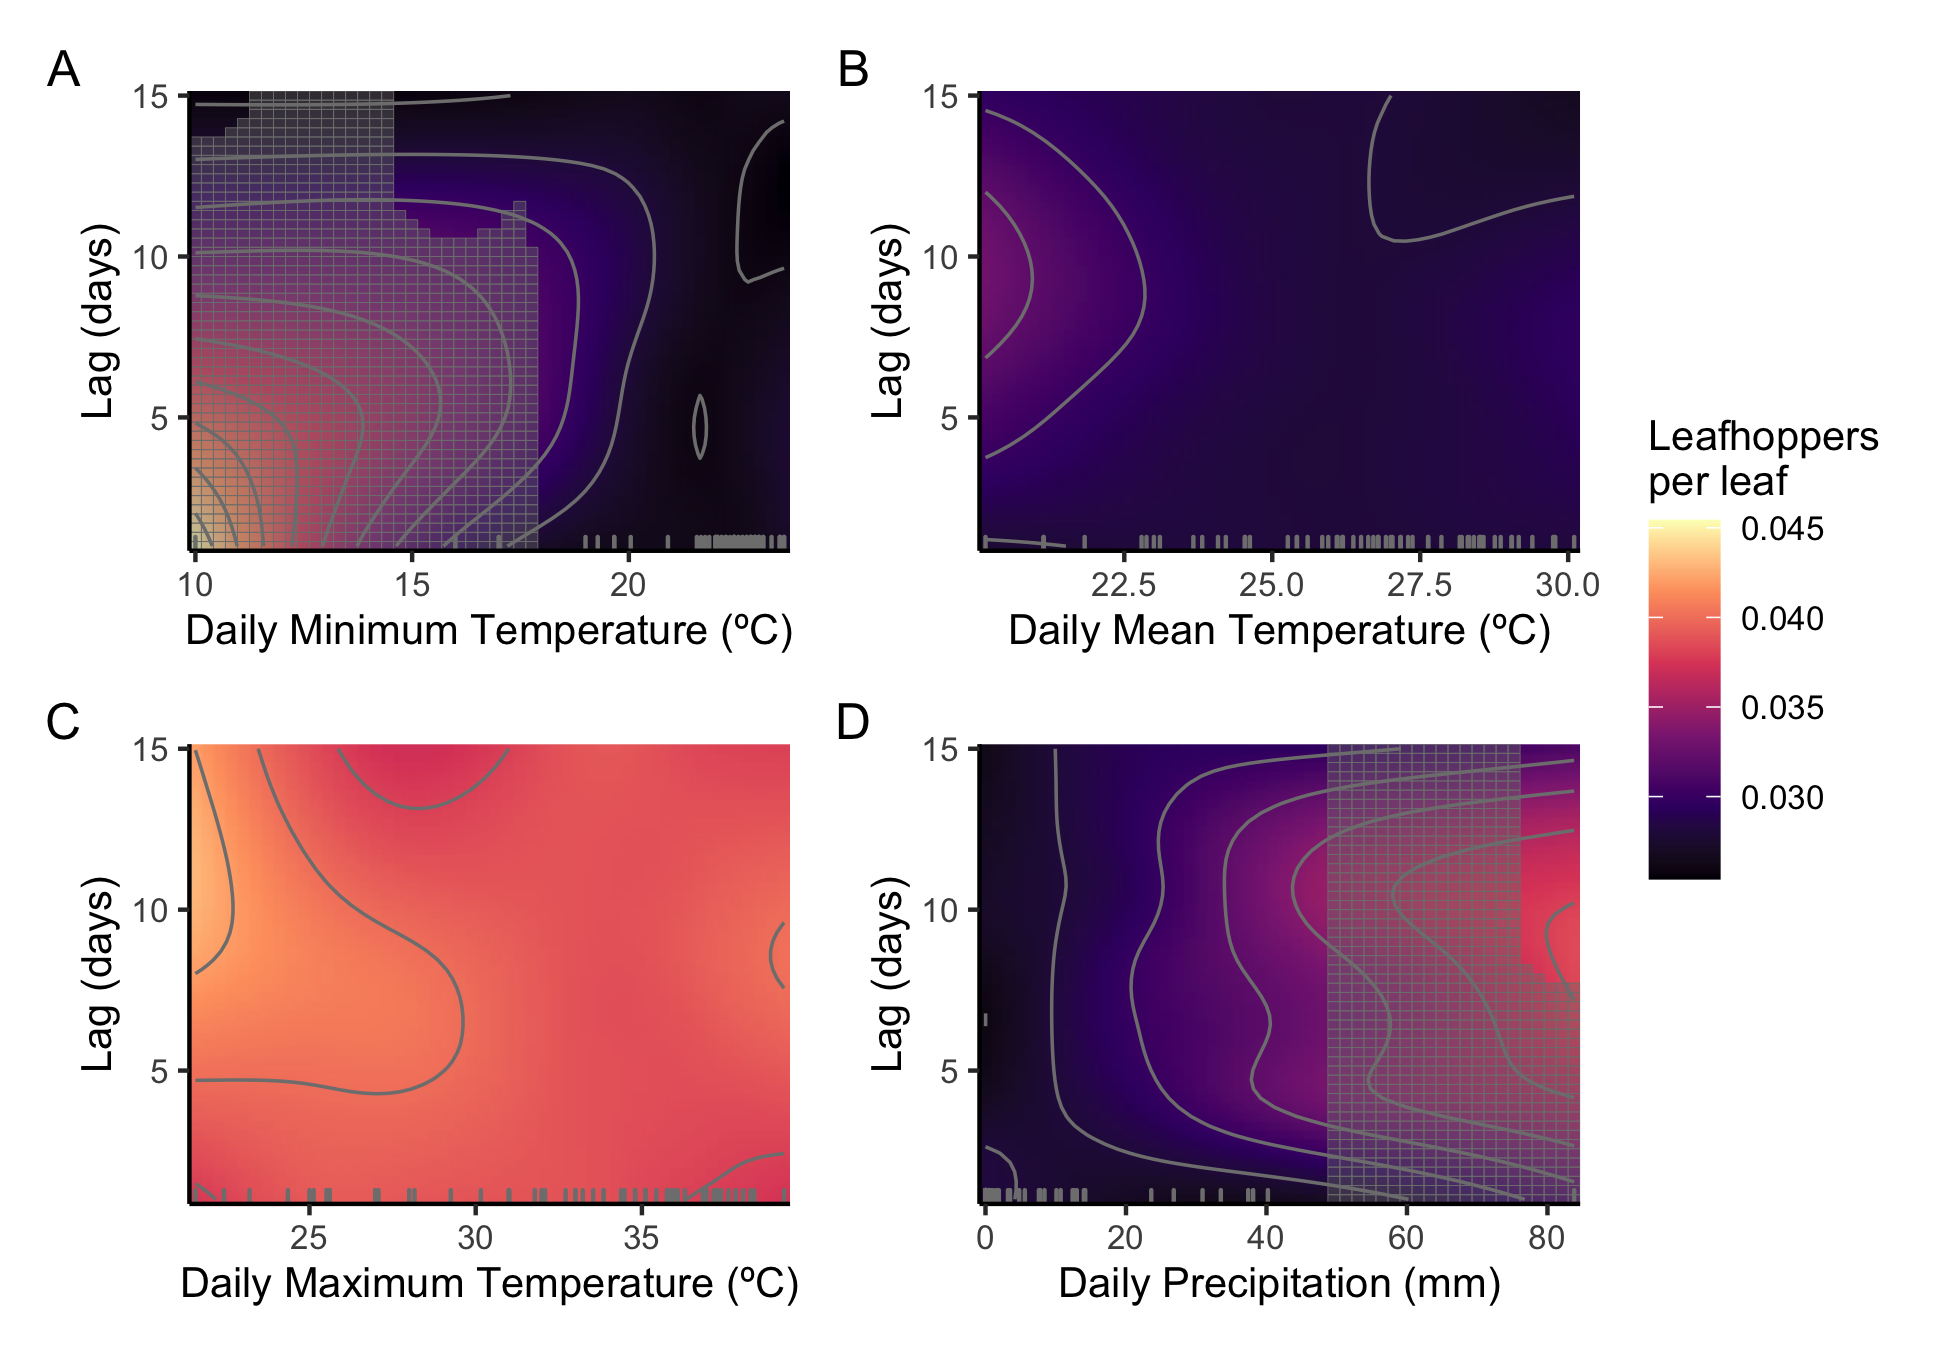 A
15
10
5
Lag (days)
10
15
20
Daily Minimum Temperature (ºC)
B
15
10
5
Lag (days)
22.5
25.0
27.5
30.0
Daily Mean Temperature (ºC)
C
15
10
5
Lag (days)
25
30
35
Daily Maximum Temperature (ºC)
D
15
10
5
Lag (days)
0
20
40
60
80
Daily Precipitation (mm)
Leafhoppers
per leaf
0.045
0.040
0.035
0.030